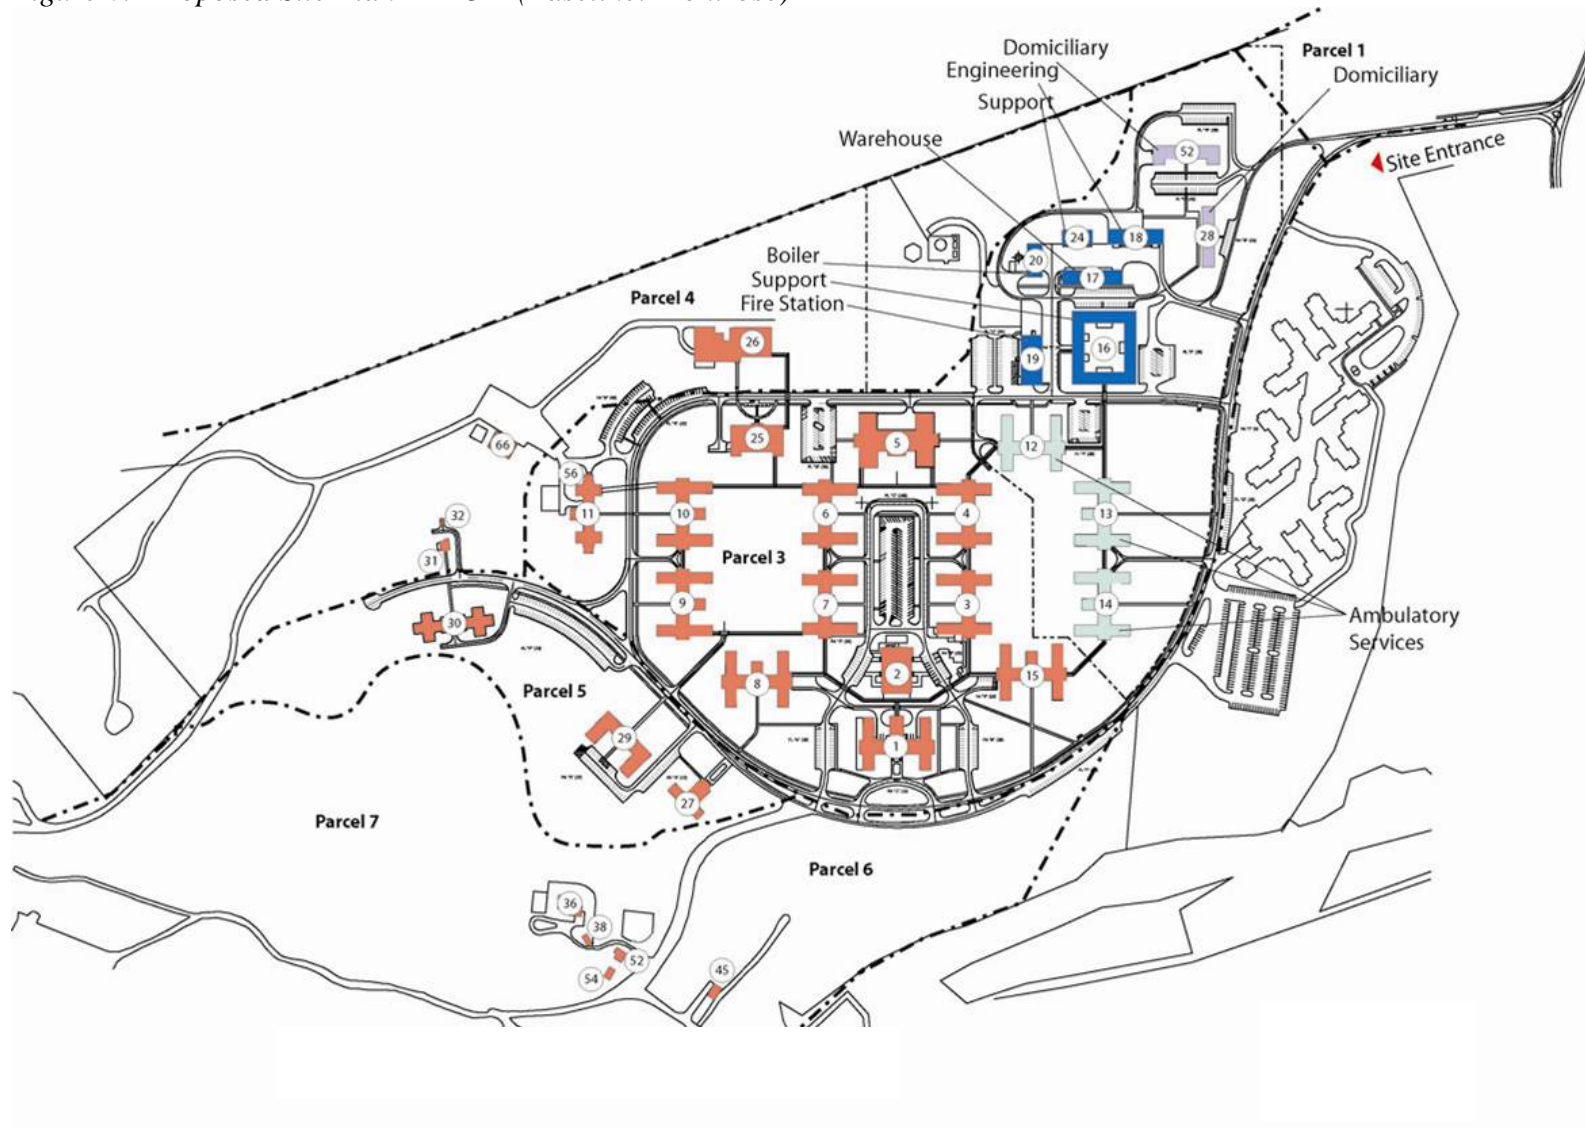 Parcel 1
Domiciliary
Engineering
Support
Domiciliary
Warehouse
Site Entrance
52
28
24
18
20
17
Boiler
Support
Fire Station
16
19
Parcel 4
26
25
5
12
66
56
11
10
6
4
13
32
31
Parcel 3
30
9
7
3
14
Ambulatory
Services
8
2
15
Parcel 5
29
1
27
Parcel 7
Parcel 6
36
38
52
54
45